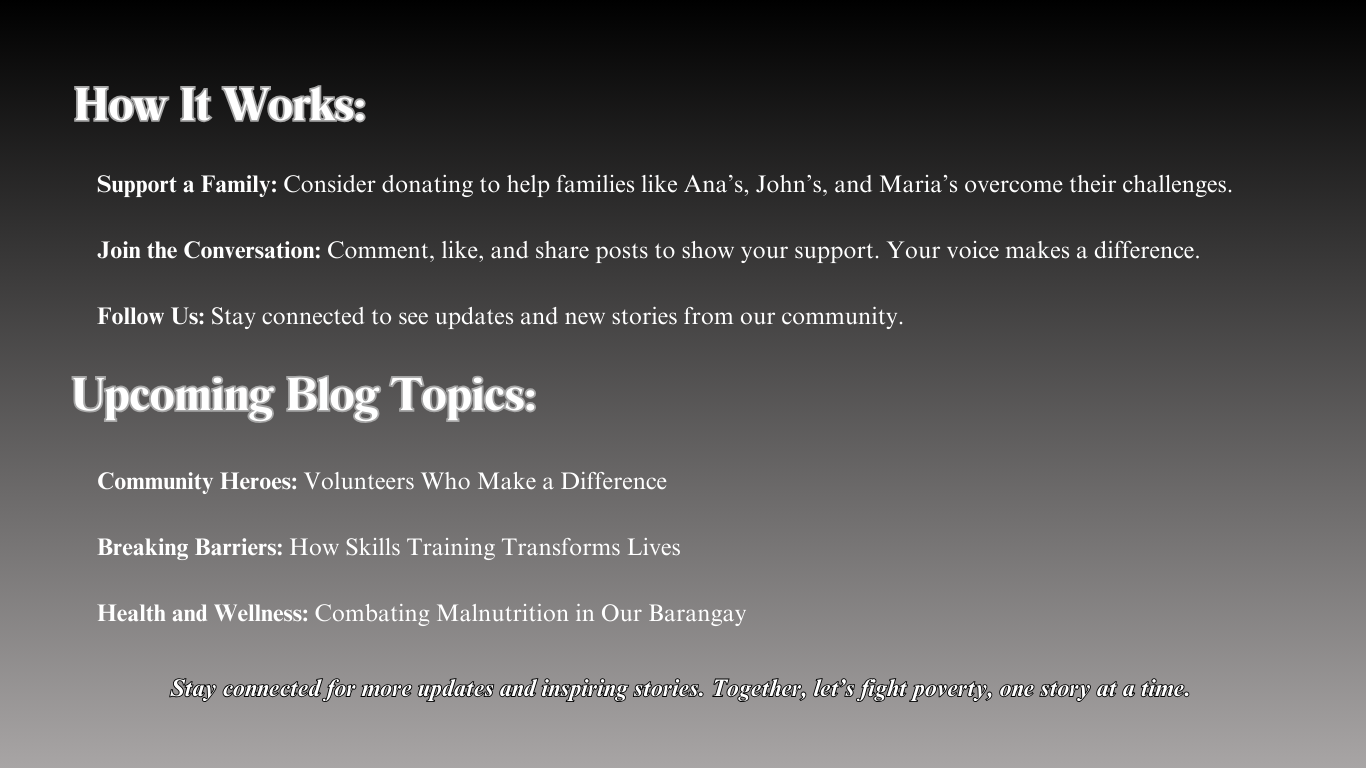 How It Works:
Support a Family: Consider donating to help families like Ana’s, John’s, and Maria’s overcome their challenges.
Join the Conversation: Comment, like, and share posts to show your support. Your voice makes a difference.
Follow Us: Stay connected to see updates and new stories from our community.
Upcoming Blog Topics:
Community Heroes: Volunteers Who Make a Difference
Breaking Barriers: How Skills Training Transforms Lives
Health and Wellness: Combating Malnutrition in Our Barangay
Stay connected for more updates and inspiring stories. Together, let’s fight poverty, one story at a time.